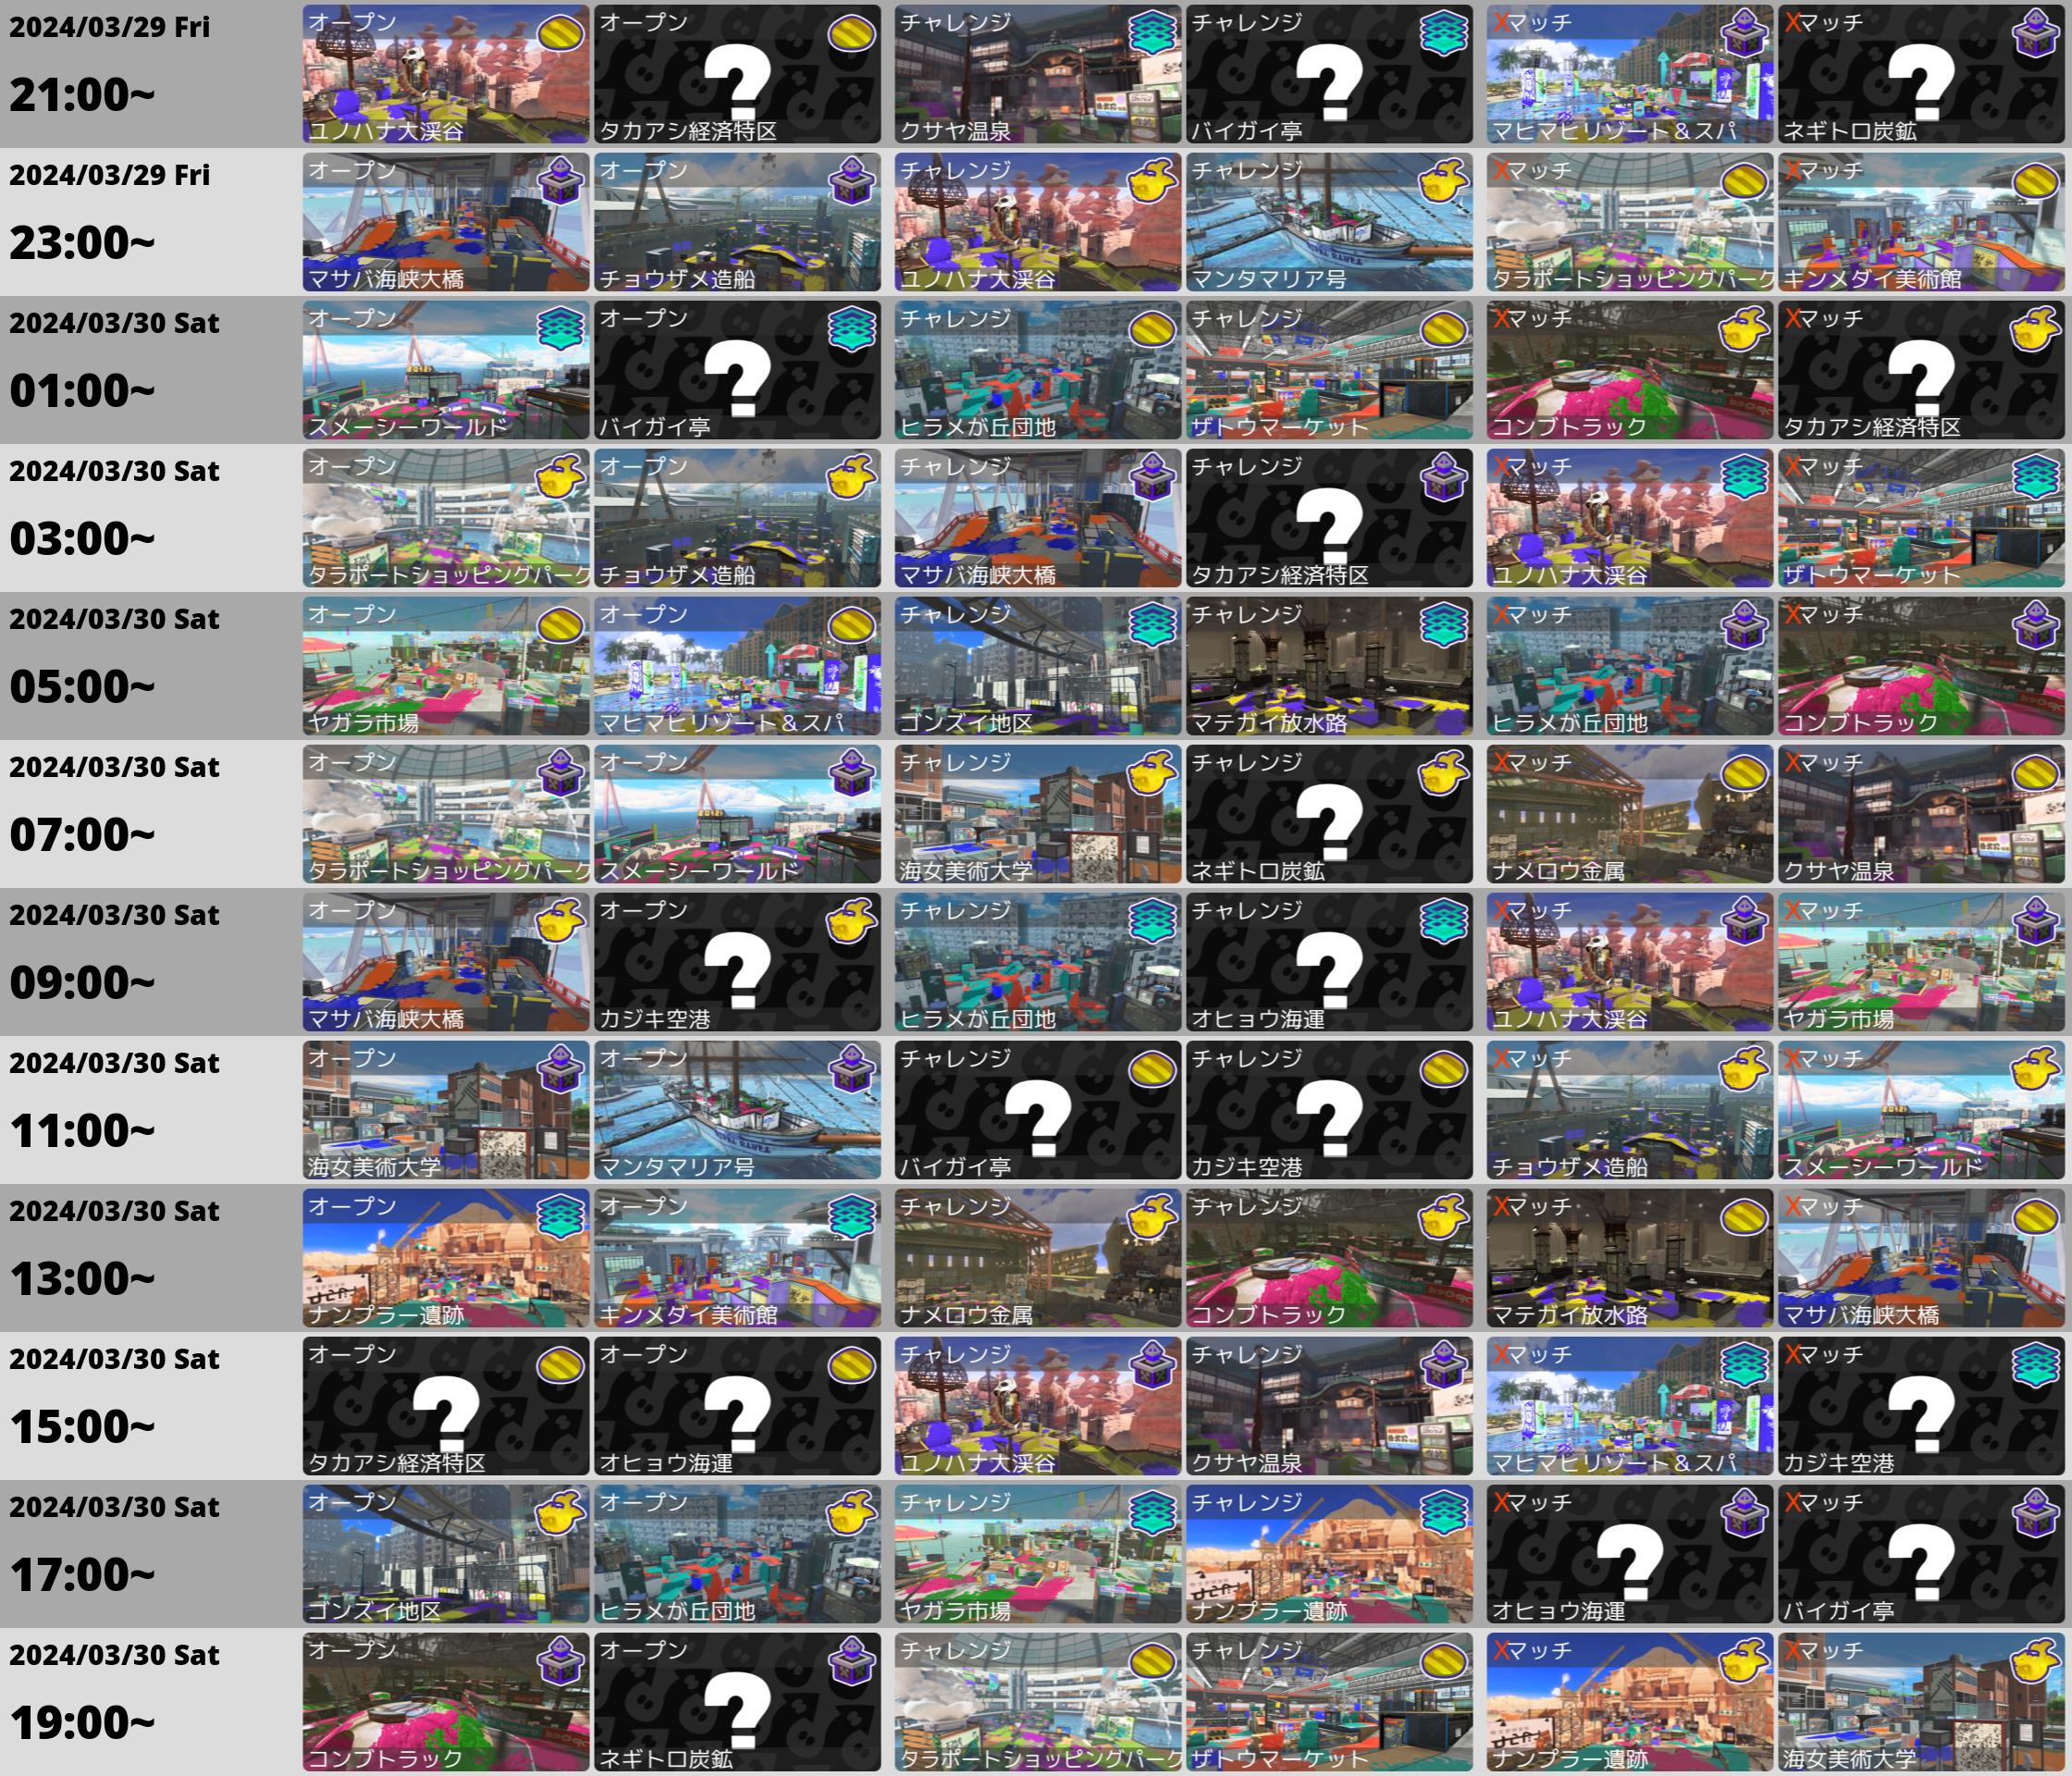 2024/03/29 Fri
21:00~
オープン オープン チャレンジ チャレンジ Xマッチ Xマッチ
ユノハナ大渓谷 タカアシ経済特区 クサヤ温泉 バイガイ亭 マヒマヒリゾート＆スパ ネギトロ炭鉱
2024/03/29 Fri
23:00~
オープン オープン チャレンジ チャレンジ Xマッチ Xマッチ
マサバ海峡大橋 チョウザメ造船 ユノハナ大渓谷 マンタマリア号 タラポートショッピングパーク キンメダイ美術館
2024/03/30 Sat
01:00~
オープン オープン チャレンジ チャレンジ Xマッチ Xマッチ
スメーシーワールド バイガイ亭 ヒラメが丘団地 ザトウマーケット コンブトラック タカアシ経済特区
2024/03/30 Sat
03:00~
オープン オープン チャレンジ チャレンジ Xマッチ Xマッチ
タラポートショッピングパーク チョウザメ造船 マサバ海峡大橋 タカアシ経済特区 ユノハナ大渓谷 ザトウマーケット
2024/03/30 Sat
05:00~
オープン オープン チャレンジ チャレンジ Xマッチ Xマッチ
ヤガラ市場 マヒマヒリゾート＆スパ ゴンズイ地区 マテガイ放水路 ヒラメが丘団地 コンブトラック
2024/03/30 Sat
07:00~
オープン オープン チャレンジ チャレンジ Xマッチ Xマッチ
タラポートショッピングパーク スメーシーワールド 海女美術大学 ネギトロ炭鉱 ナメロウ金属 クサヤ温泉
2024/03/30 Sat
09:00~
オープン オープン チャレンジ チャレンジ Xマッチ Xマッチ
マサバ海峡大橋 カジキ空港 ヒラメが丘団地 オヒョウ海運 ユノハナ大渓谷 ヤガラ市場
2024/03/30 Sat
11:00~
オープン オープン チャレンジ チャレンジ Xマッチ Xマッチ
海女美術大学 マンタマリア号 バイガイ亭 カジキ空港 チョウザメ造船 スメーシーワールド
2024/03/30 Sat
13:00~
オープン オープン チャレンジ チャレンジ Xマッチ Xマッチ
ナンプラー遺跡 キンメダイ美術館 ナメロウ金属 コンブトラック マテガイ放水路 マサバ海峡大橋
2024/03/30 Sat
15:00~
オープン オープン チャレンジ チャレンジ Xマッチ Xマッチ
タカアシ経済特区 オヒョウ海運 ユノハナ大渓谷 クサヤ温泉 マヒマヒリゾート＆スパ カジキ空港
2024/03/30 Sat
17:00~
オープン オープン チャレンジ チャレンジ Xマッチ Xマッチ
ゴンズイ地区 ヒラメが丘団地 ヤガラ市場 ナンプラー遺跡 オヒョウ海運 バイガイ亭
2024/03/30 Sat
19:00~
オープン オープン チャレンジ チャレンジ Xマッチ Xマッチ
コンブトラック ネギトロ炭鉱 タラポートショッピングパーク ザトウマーケット ナンプラー遺跡 海女美術大学